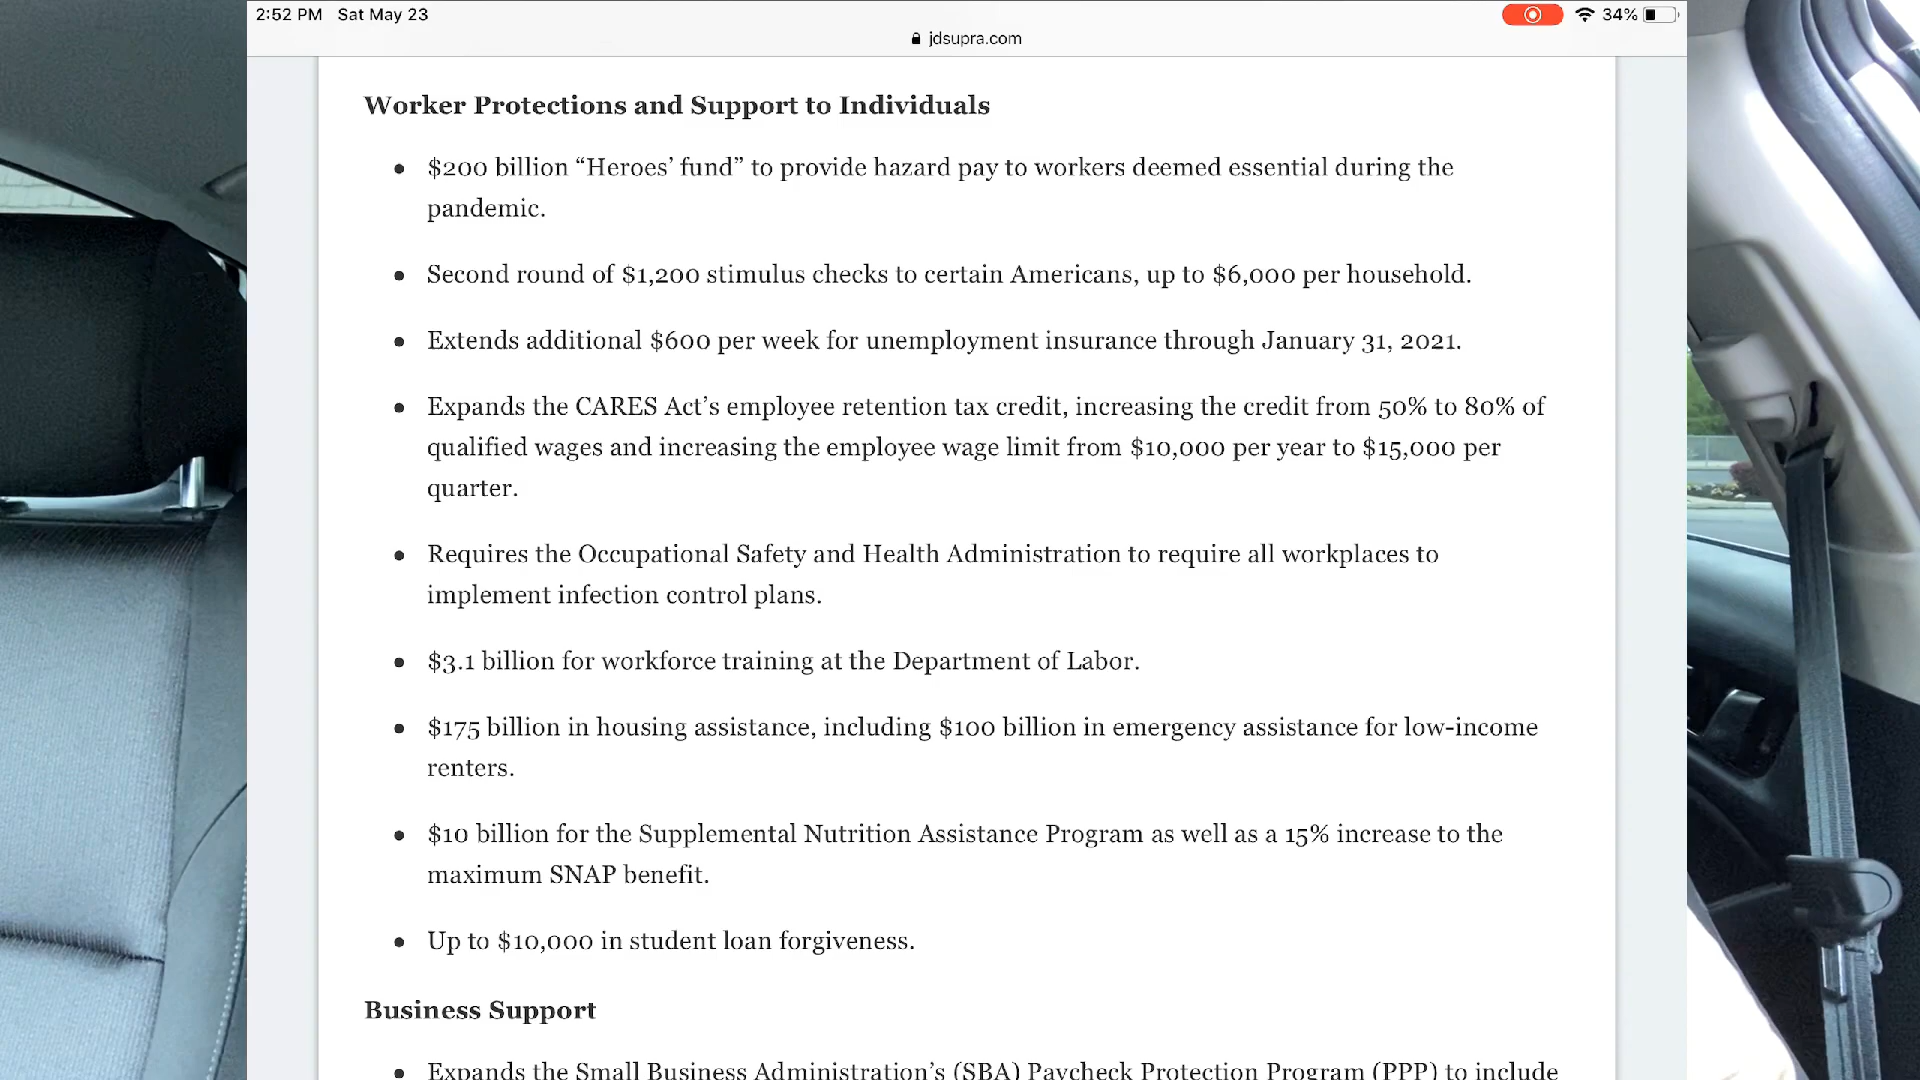 2:52 PM Sat May 23
34%
jdsupra.com
Worker Protections and Support to Individuals
• $200 billion “Heroes’ fund” to provide hazard pay to workers deemed essential during the
pandemic.
• Second round of $1,200 stimulus checks to certain Americans, up to $6,000 per household.
• Extends additional $600 per week for unemployment insurance through January 31, 2021.
• Expands the CARES Act’s employee retention tax credit, increasing the credit from 50% to 80% of
qualified wages and increasing the employee wage limit from $10,000 per year to $15,000 per
quarter.
• Requires the Occupational Safety and Health Administration to require all workplaces to
implement infection control plans.
• $3.1 billion for workforce training at the Department of Labor.
• $175 billion in housing assistance, including $100 billion in emergency assistance for low-income
renters.
• $10 billion for the Supplemental Nutrition Assistance Program as well as a 15% increase to the
maximum SNAP benefit.
• Up to $10,000 in student loan forgiveness.
Business Support
• Expands the Small Business Administration’s (SBA) Paycheck Protection Program (PPP) to include